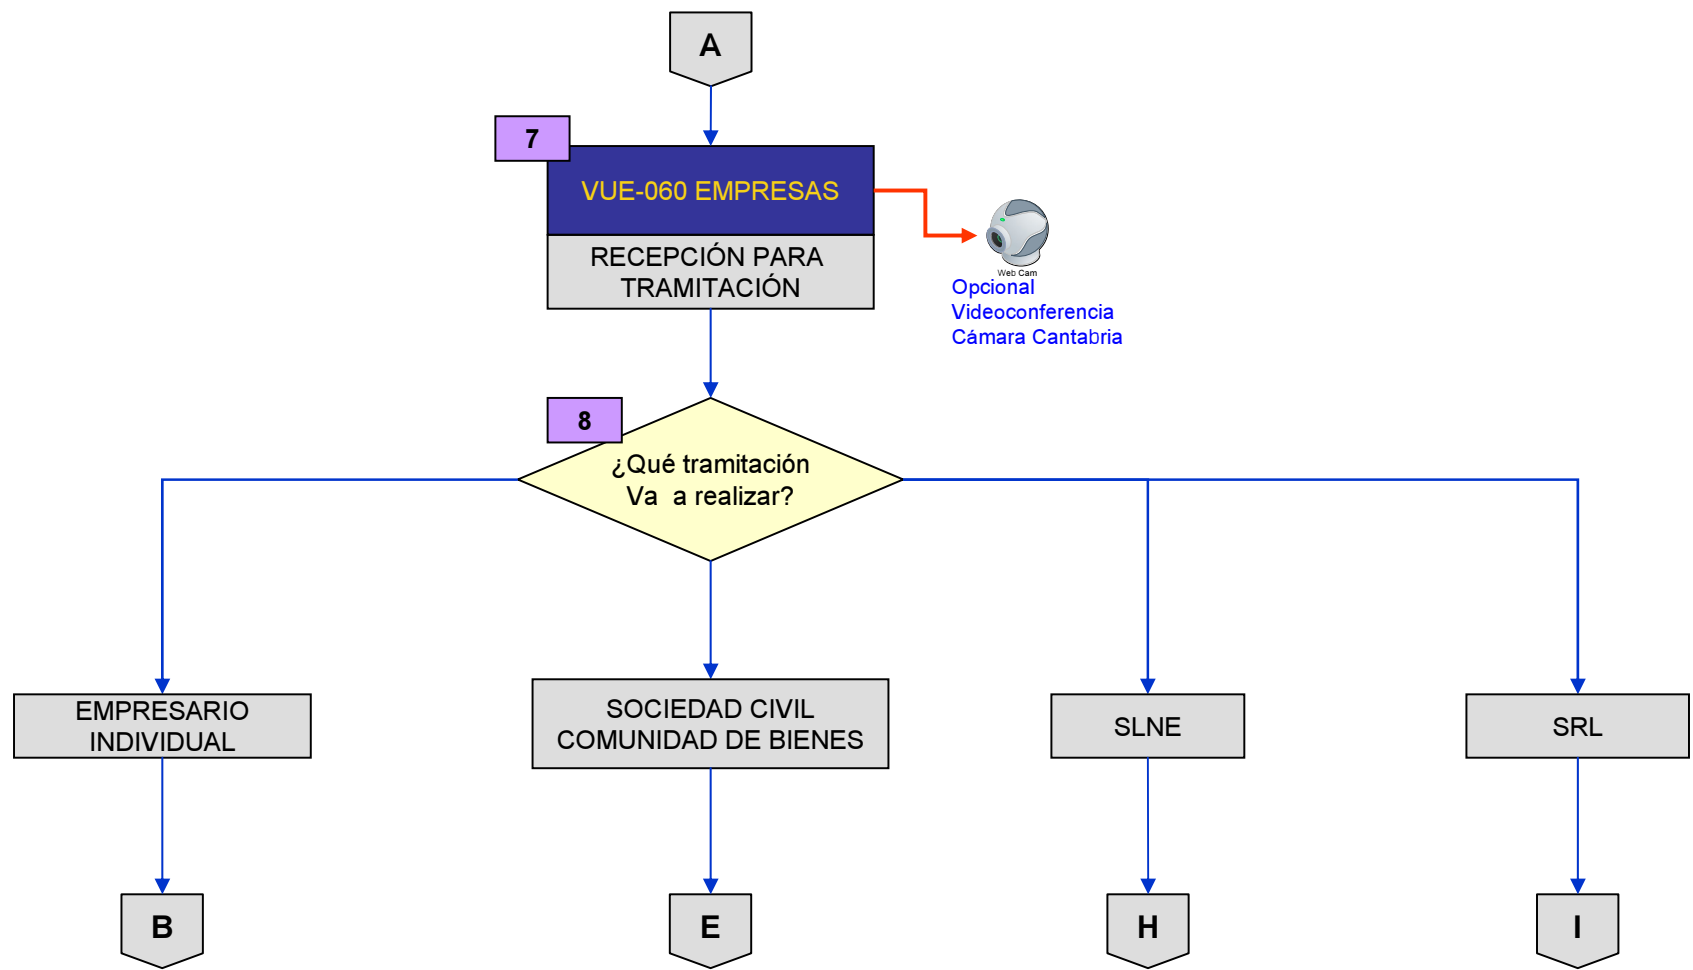 A
7
VUE-060 EMPRESAS
RECEPCIÓN PARA
TRAMITACIÓN
Web Cam
Opcional
Videoconferencia
Cámara Cantabria
8
¿Qué tramitación
Va  a realizar?
EMPRESARIO
INDIVIDUAL
SOCIEDAD CIVIL
COMUNIDAD DE BIENES
SLNE
SRL
B
E
H
I